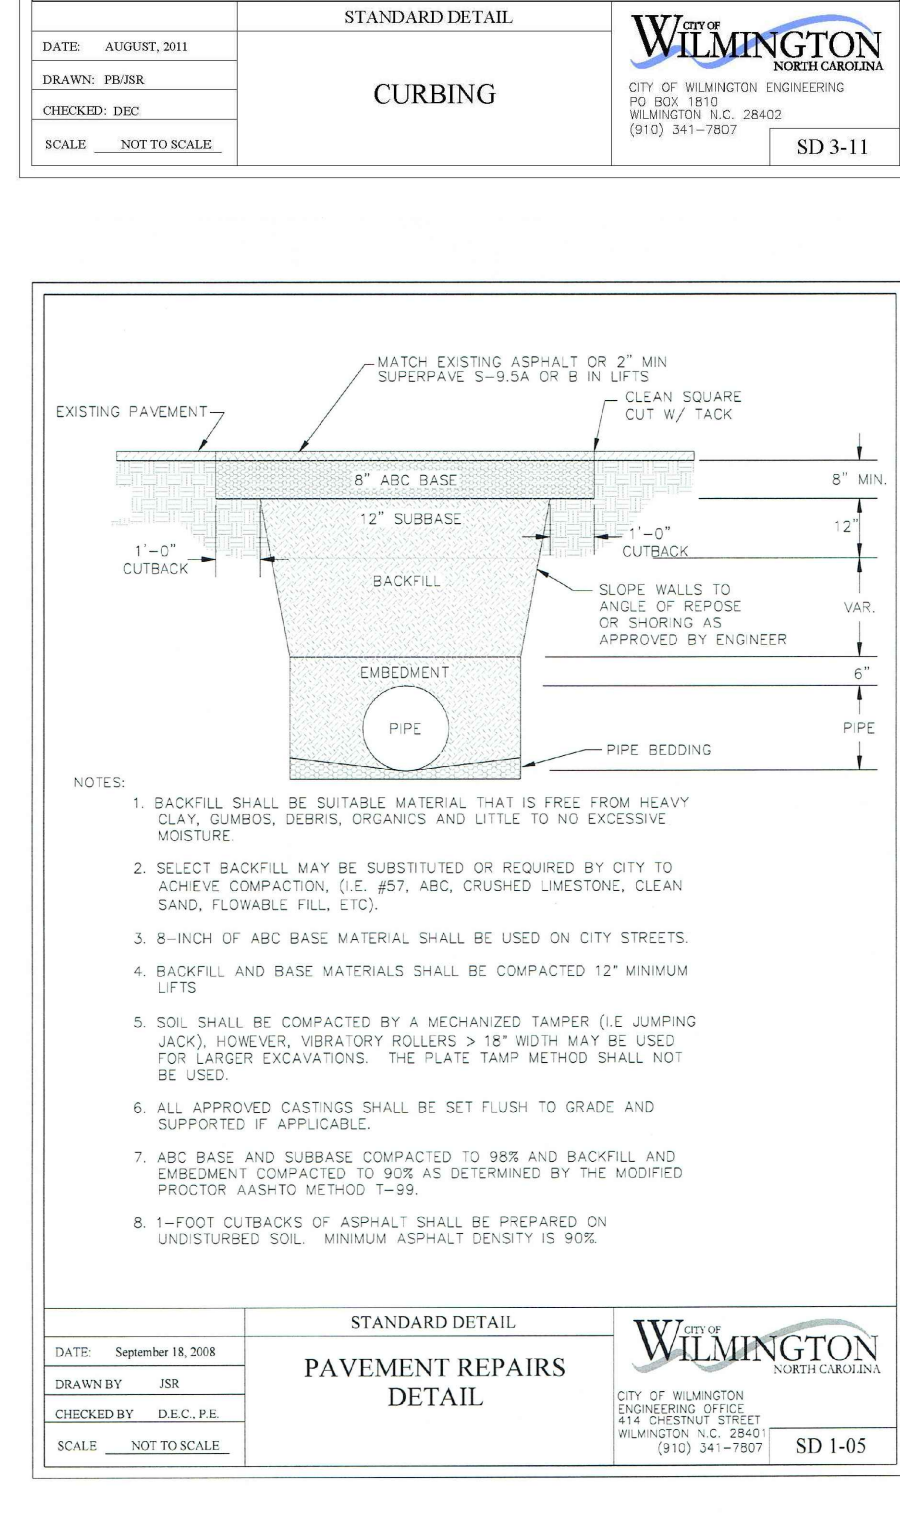 STANDARD DETAIL
DATE: AUGUST, 2011
DRAWN: PB/JSR
CHECKED: DEC
SCALE NOT TO SCALE
CURBING
CITY OF
WILMINGTON
NORTH CAROLINA
CITY OF WILMINGTON ENGINEERING
PO BOX 1810
WILMINGTON N.C. 28402
(910) 341-7807
SD 3-11
MATCH EXISTING ASPHALT OR 2" MIN
SUPERPAVE S-9.5A OR B IN LIFTS
CLEAN SQUARE
CUT W/ TACK
EXISTING PAVEMENT
8" ABC BASE
8" MIN.
12" SUBBASE
12"
1'-0"
CUTBACK
1'-0"
CUTBACK
BACKFILL
SLOPE WALLS TO
ANGLE OF REPOSE
OR SHORING AS
APPROVED BY ENGINEER
VAR.
EMBEDMENT
6"
PIPE
PIPE
PIPE BEDDING
NOTES:
1. BACKFILL SHALL BE SUITABLE MATERIAL THAT IS FREE FROM HEAVY
CLAY, GUMBOS, DEBRIS, ORGANICS AND LITTLE TO NO EXCESSIVE
MOISTURE.
2. SELECT BACKFILL MAY BE SUBSTITUTED OR REQUIRED BY CITY TO
ACHIEVE COMPACTION, (I.E. #57, ABC, CRUSHED LIMESTONE, CLEAN
SAND, FLOWABLE FILL, ETC).
3. 8-INCH OF ABC BASE MATERIAL SHALL BE USED ON CITY STREETS.
4. BACKFILL AND BASE MATERIALS SHALL BE COMPACTED 12" MINIMUM
LIFTS
5. SOIL SHALL BE COMPACTED BY A MECHANIZED TAMPER (I.E JUMPING
JACK), HOWEVER, VIBRATORY ROLLERS > 18" WIDTH MAY BE USED
FOR LARGER EXCAVATIONS. THE PLATE TAMP METHOD SHALL NOT
BE USED.
6. ALL APPROVED CASTINGS SHALL BE SET FLUSH TO GRADE AND
SUPPORTED IF APPLICABLE.
7. ABC BASE AND SUBBASE COMPACTED TO 98% AND BACKFILL AND
EMBEDMENT COMPACTED TO 90% AS DETERMINED BY THE MODIFIED
PROCTOR AASHTO METHOD T-99.
8. 1-FOOT CUTBACKS OF ASPHALT SHALL BE PREPARED ON
UNDISTURBED SOIL. MINIMUM ASPHALT DENSITY IS 90%.
STANDARD DETAIL
DATE: September 18, 2008
DRAWN BY JSR
CHECKED BY D.E.C., P.E.
SCALE NOT TO SCALE
PAVEMENT REPAIRS
DETAIL
CITY OF
WILMINGTON
NORTH CAROLINA
CITY OF WILMINGTON
ENGINEERING OFFICE
414 CHESTNUT STREET
WILMINGTON N.C. 28401
(910) 341-7807
SD 1-05